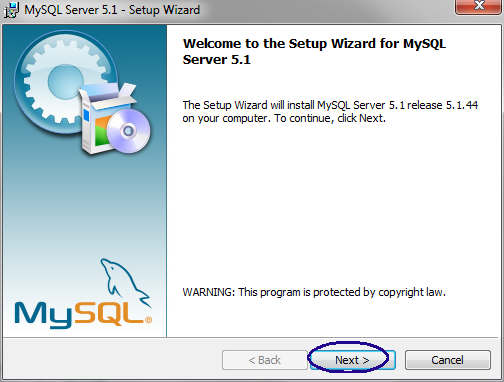 MySQL Server 5.1 - Setup Wizard
Welcome to the Setup Wizard for MySQL
Server 5.1
The Setup Wizard will install MySQL Server 5.1 release 5.1.44
on your computer. To continue, click Next.
WARNING: This program is protected by copyright law.
MySQL®
< Back
Next >
Cancel